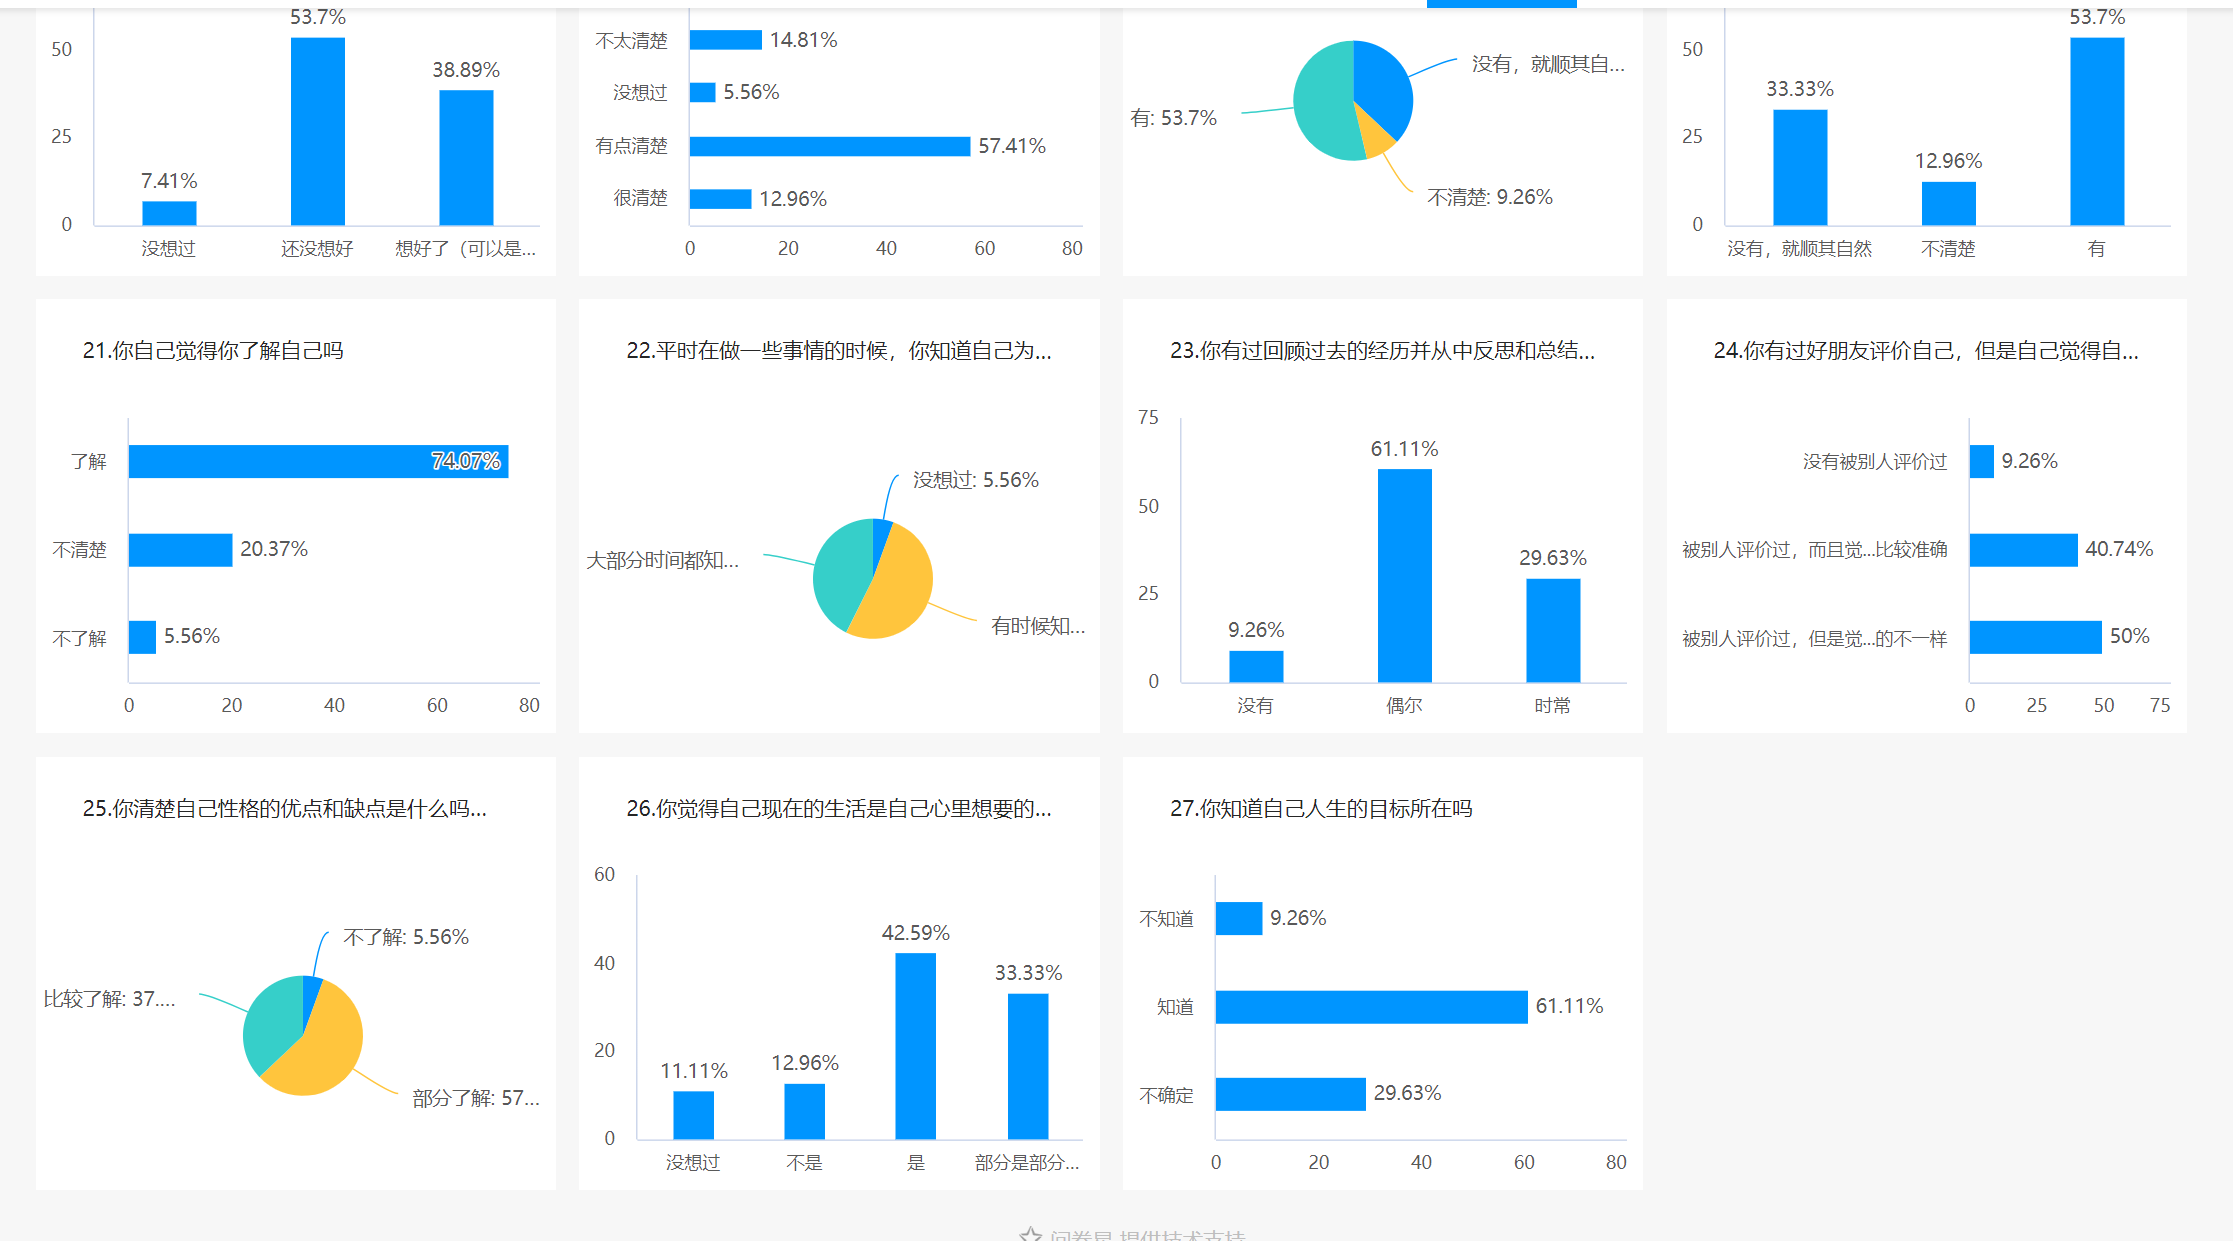 53.7%
50
38.89%
25
7.41%
0
没想过
还没想好
想好了（可以是...
不太清楚
14.81%
没想过
5.56%
有点清楚
57.41%
很清楚
12.96%
0 20 40 60 80
没有，就顺其自...
有: 53.7%
不清楚: 9.26%
53.7%
50
33.33%
25
12.96%
0
没有，就顺其自然
不清楚
有
21.你自己觉得你了解自己吗
了解
74.07%
不清楚
20.37%
不了解
5.56%
0 20 40 60 80
22.平时在做一些事情的时候，你知道自己为...
没想过: 5.56%
大部分时间都知...
有时候知...
23.你有过回顾过去的经历并从中反思和总结...
75
61.11%
50
29.63%
25
9.26%
0
没有
偶尔
时常
24.你有过好朋友评价自己，但是自己觉得自...
没有被别人评价过
9.26%
被别人评价过，而且觉...比较准确
40.74%
被别人评价过，但是觉...的不一样
50%
0 25 50 75
25.你清楚自己性格的优点和缺点是什么吗...
不了解: 5.56%
比较了解: 37....
部分了解: 57...
26.你觉得自己现在的生活是自己心里想要的...
60
42.59%
40
33.33%
20
11.11%
12.96%
0
没想过
不是
是
部分是部分...
27.你知道自己人生的目标所在吗
不知道
9.26%
知道
61.11%
不确定
29.63%
0 20 40 60 80
问卷星 提供技术支持